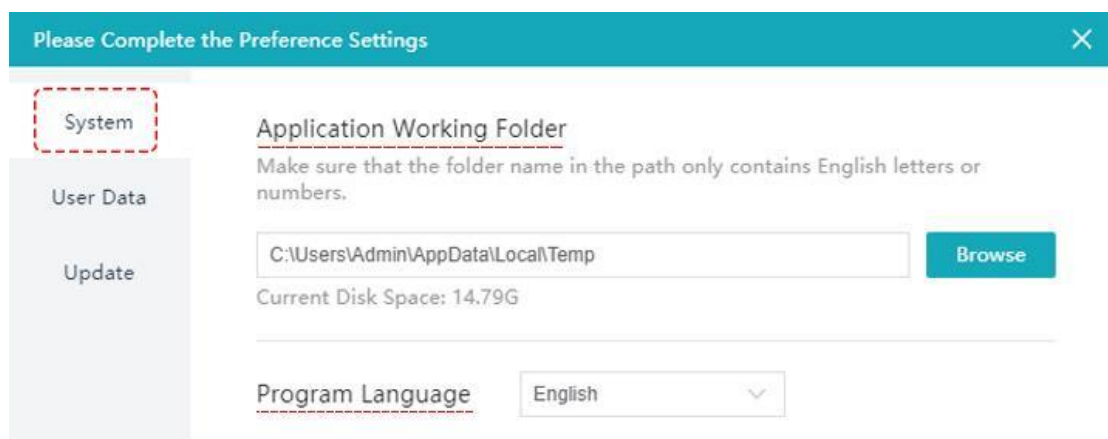 Please Complete the Preference Settings
System
User Data
Update
Application Working Folder
Make sure that the folder name in the path only contains English letters or
numbers.
C:\Users\Admin\AppData\Local\Temp
Browse
Current Disk Space: 14.79G
Program Language
English